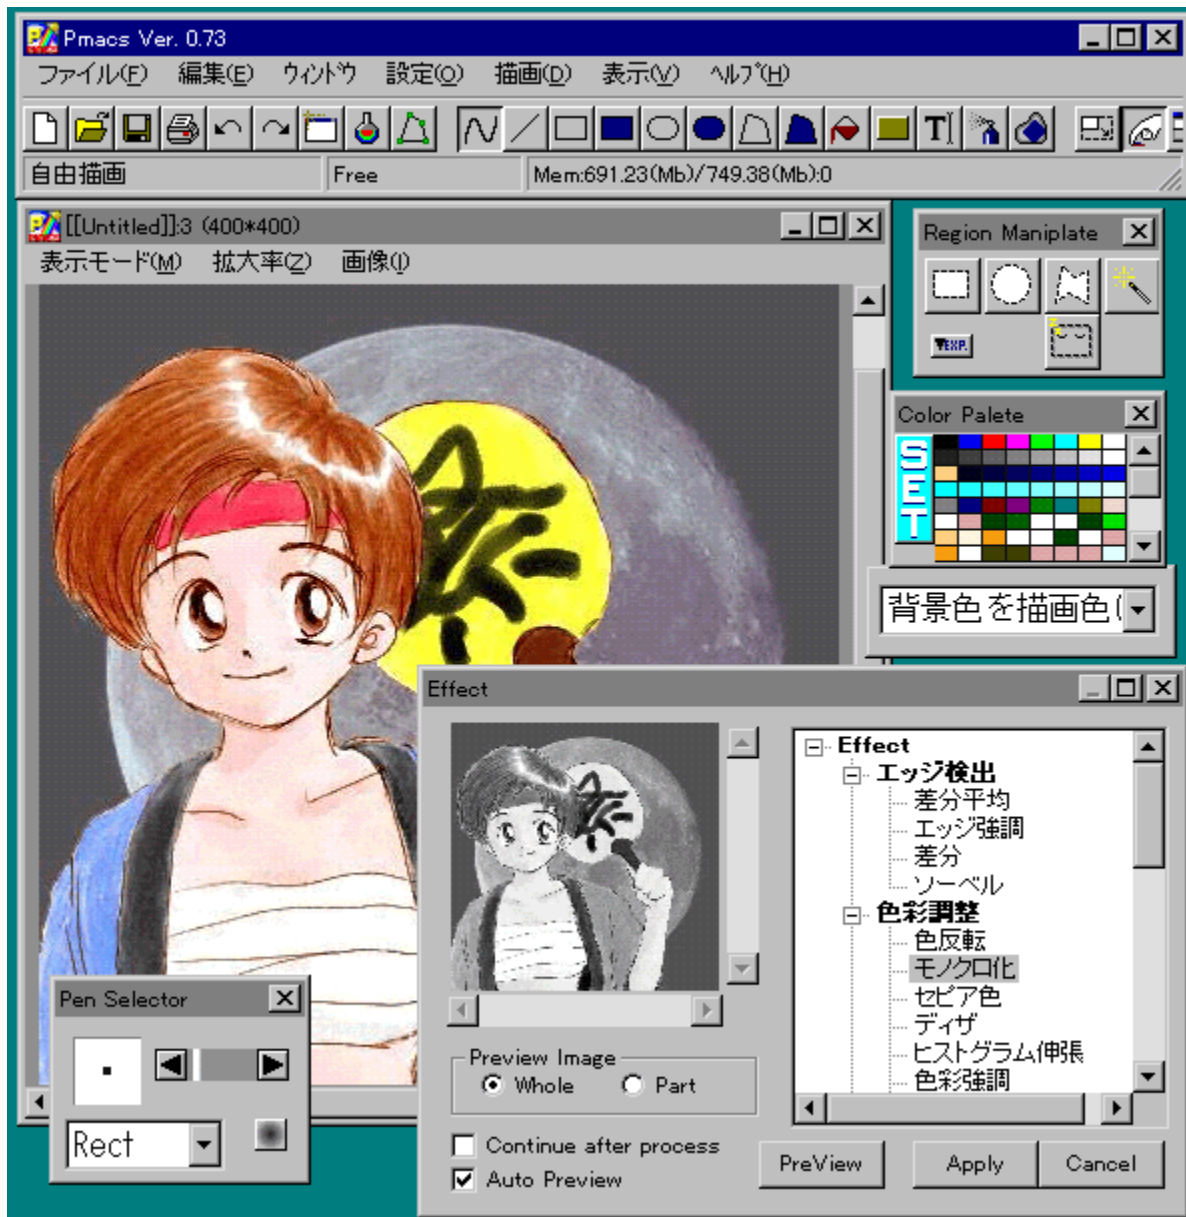 Pmacs Ver. 0.73
ファイル(F) 編集(E) ウィンドウ 設定(O) 描画(D) 表示(V) ヘルプ(H)
T
自由描画 Free Mem:691.23(Mb)/749.38(Mb):0
[[Untitled]]:3 (400*400)
表示モード(M) 拡大率(Z) 画像(I)
Region Maniplate
EXP.
Color Palete
SET
背景色を描画色(
Effect
Effect
エッジ検出
差分平均
エッジ強調
差分
ソーベル
色彩調整
色反転
モノクロ化
セピア色
ディザ
ヒストグラム伸張
色彩強調
Preview Image
Whole Part
Continue after process
Auto Preview
PreView Apply Cancel
Pen Selector
Rect